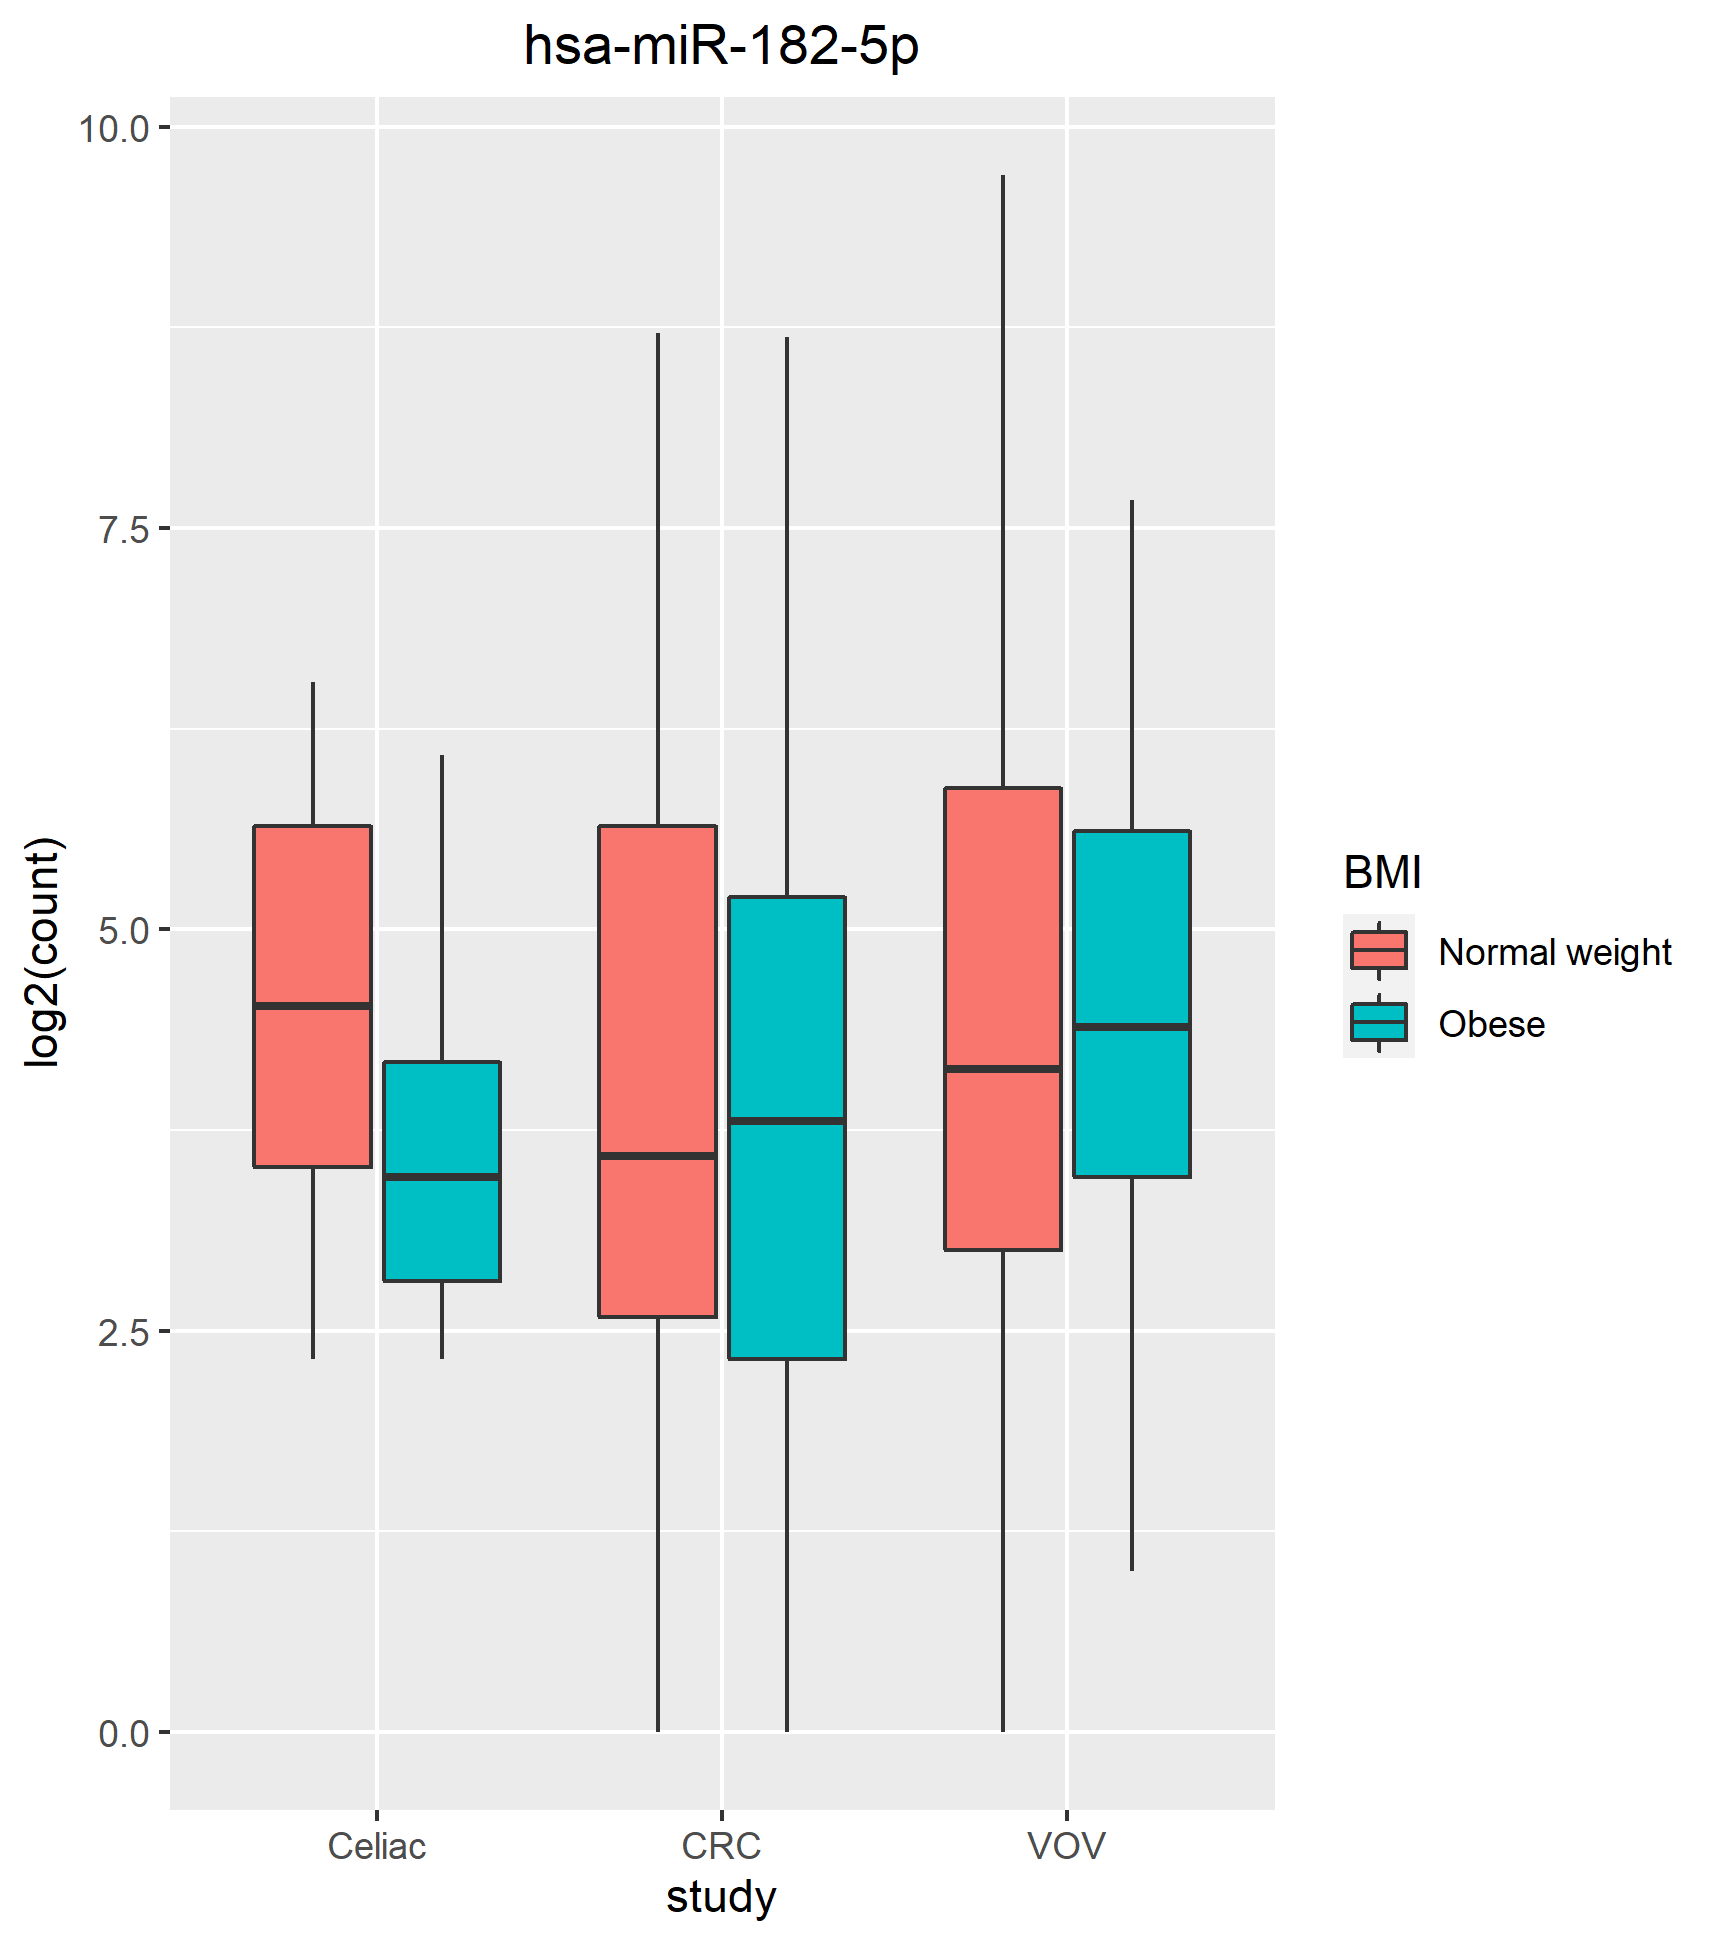 hsa-miR-182-5p
10.0
7.5
5.0
2.5
0.0
log2(count)
Celiac
CRC
VOV
study
BMI
Normal weight
Obese